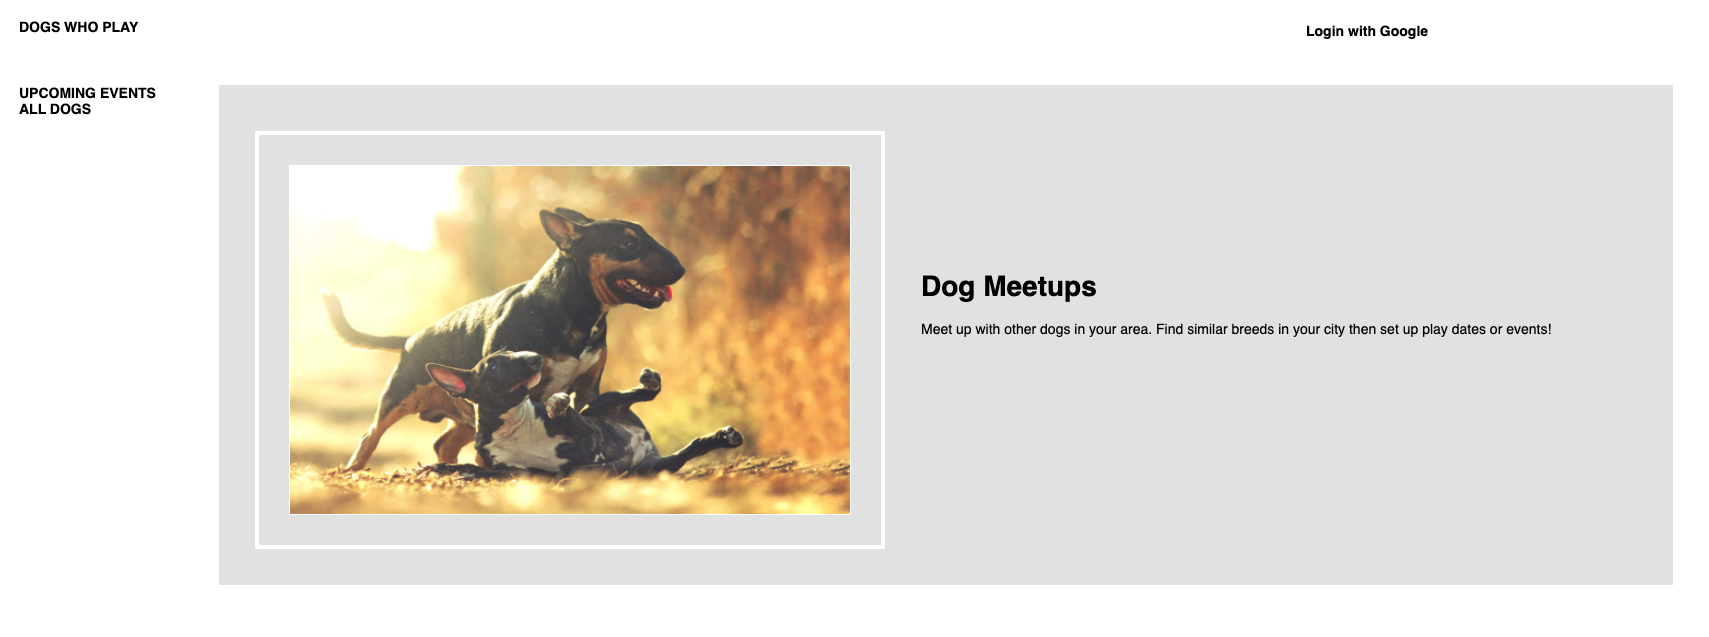 DOGS WHO PLAY
Login with Google
UPCOMING EVENTS
ALL DOGS
Dog Meetups
Meet up with other dogs in your area. Find similar breeds in your city then set up play dates or events!